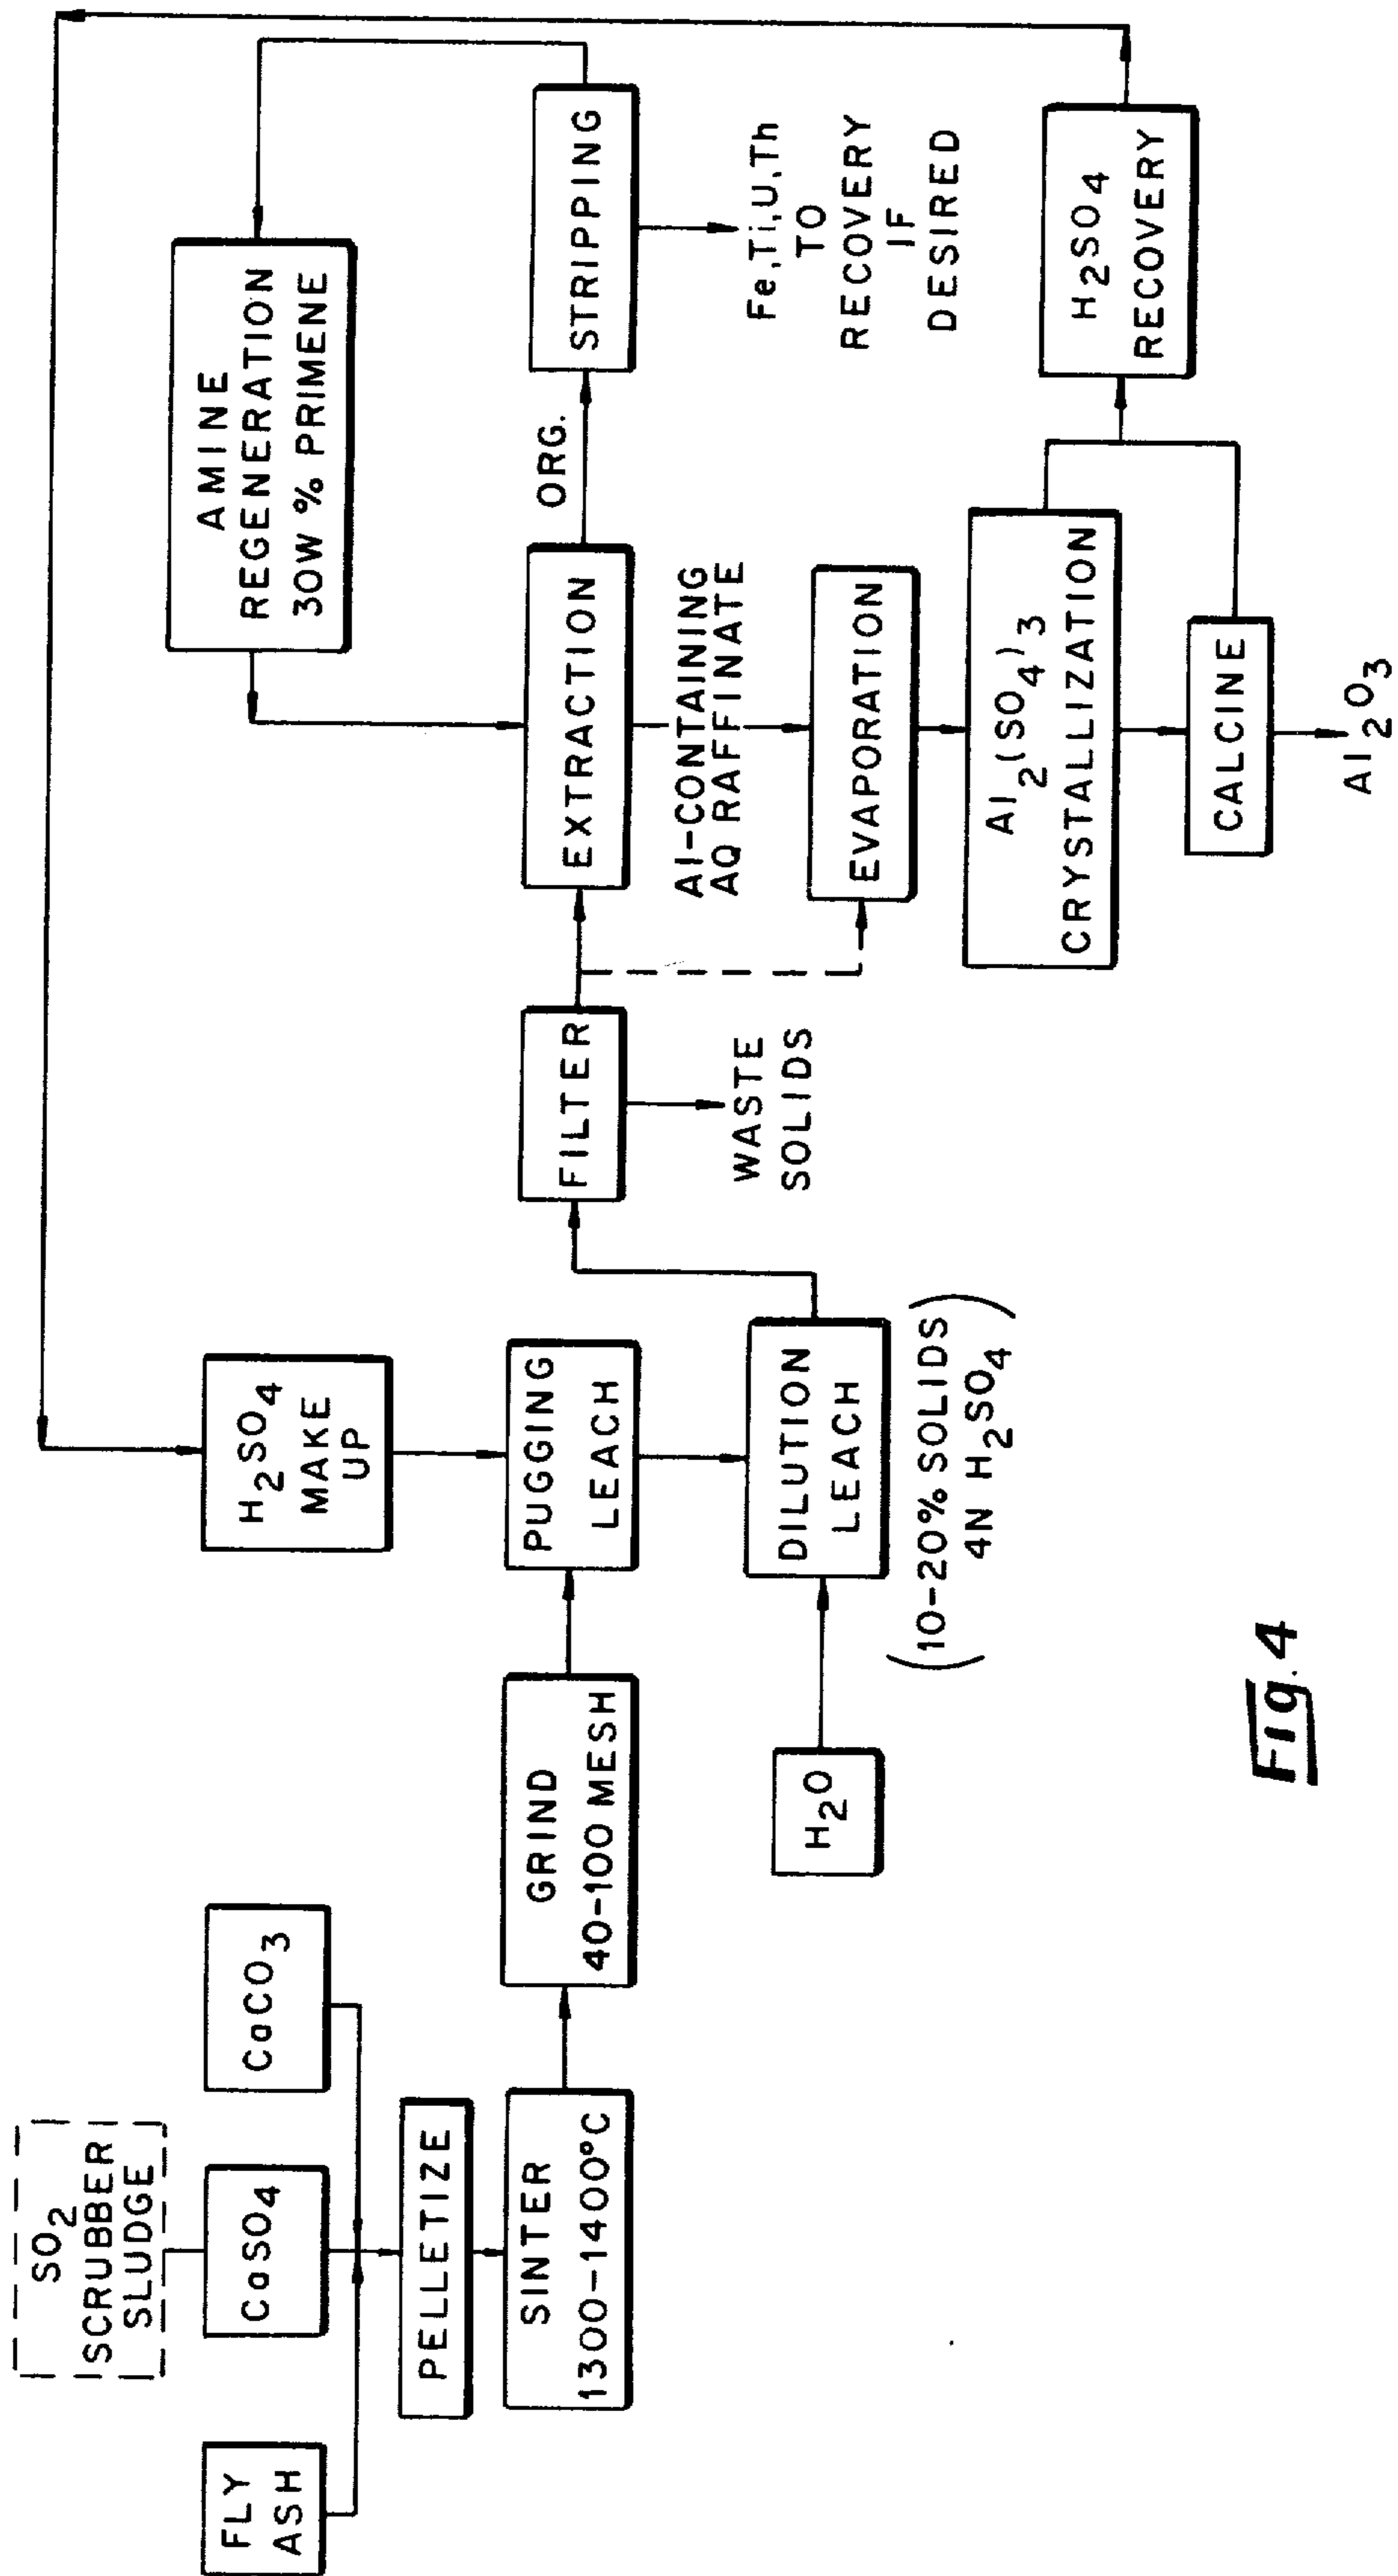 SO2
SCRUBBER
SLUDGE
FLY
ASH
CaSO4
CaCO3
PELLETIZE
SINTER
1300-1400°C
GRIND
40-100 MESH
H2SO4
MAKE
UP
PUGGING
LEACH
H2O
DILUTION
LEACH
(10-20% SOLIDS
4N H2SO4)
FILTER
WASTE
SOLIDS
AMINE
REGENERATION
30W % PRIMENE
EXTRACTION
ORG.
STRIPPING
Fe,Ti,U,Th
TO
RECOVERY
IF
DESIRED
Al-CONTAINING
AQ RAFFINATE
EVAPORATION
Al2(SO4)3
CRYSTALLIZATION
CALCINE
Al2O3
H2SO4
RECOVERY
Fig. 4